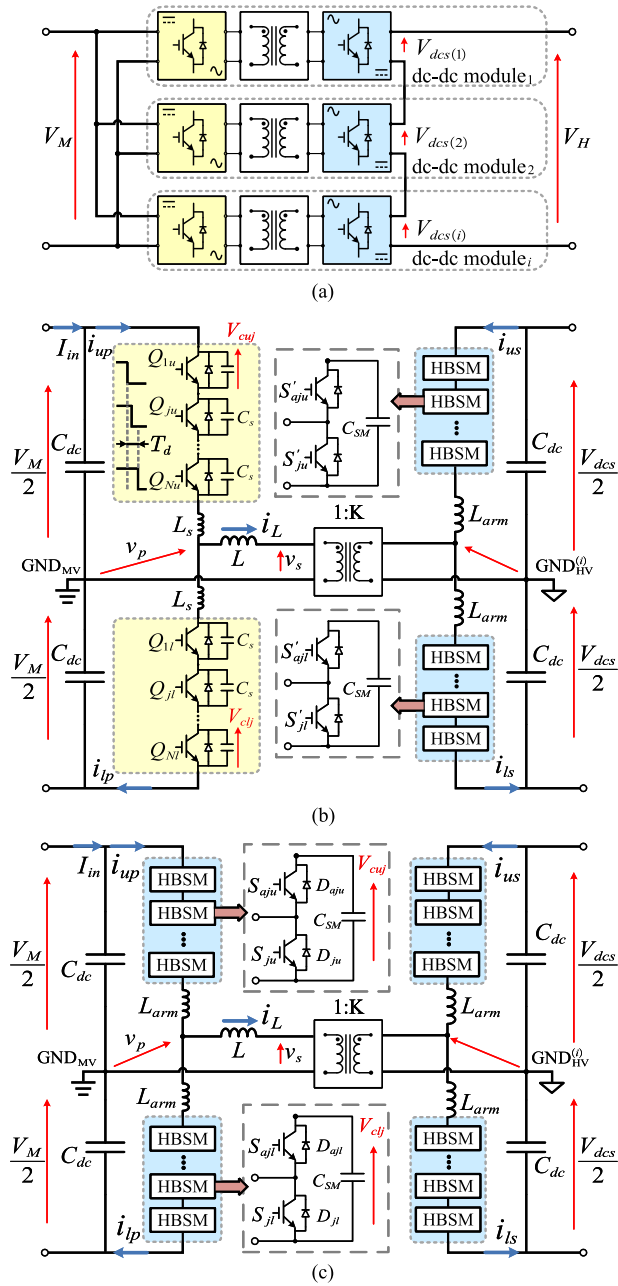 V_M
V_dcs(1)
dc-dc module_1
V_dcs(2)
dc-dc module_2
V_H
V_dcs(i)
dc-dc module_i
(a)
I_in
i_up
Q_1u
V_cuj
C_s
Q_ju
T_d
Q_Nu
C_s
V_M/2
C_dc
S'_aju
S'_ju
C_SM
i_us
HBSM
HBSM
HBSM
C_dc
V_dcs/2
L_s
v_p
i_L
L
v_s
1:K
L_arm
GND_MV
GND_HV^(i)
L_s
L_arm
V_M/2
C_dc
Q_1l
C_s
Q_jl
C_s
V_clj
Q_Nl
i_lp
S'_ajl
S'_jl
C_SM
HBSM
HBSM
HBSM
C_dc
V_dcs/2
i_ls
(b)
I_in
i_up
HBSM
HBSM
HBSM
V_M/2
C_dc
L_arm
S_aju
D_aju
S_ju
D_ju
C_SM
V_cuj
i_us
HBSM
HBSM
HBSM
C_dc
V_dcs/2
L_arm
v_p
i_L
L
v_s
1:K
GND_MV
GND_HV^(i)
L_arm
L_arm
V_M/2
C_dc
HBSM
HBSM
HBSM
i_lp
S_ajl
D_ajl
S_jl
D_jl
C_SM
V_clj
HBSM
HBSM
HBSM
C_dc
V_dcs/2
i_ls
(c)